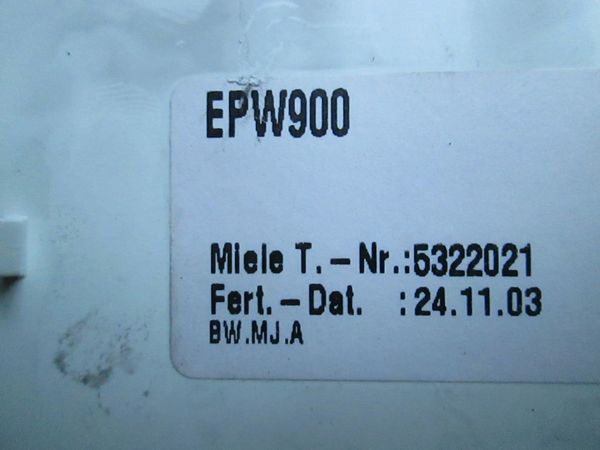 EPW900
Miele T.-Nr.:5322021
Fert.-Dat. :24.11.03
BW.MJ.A